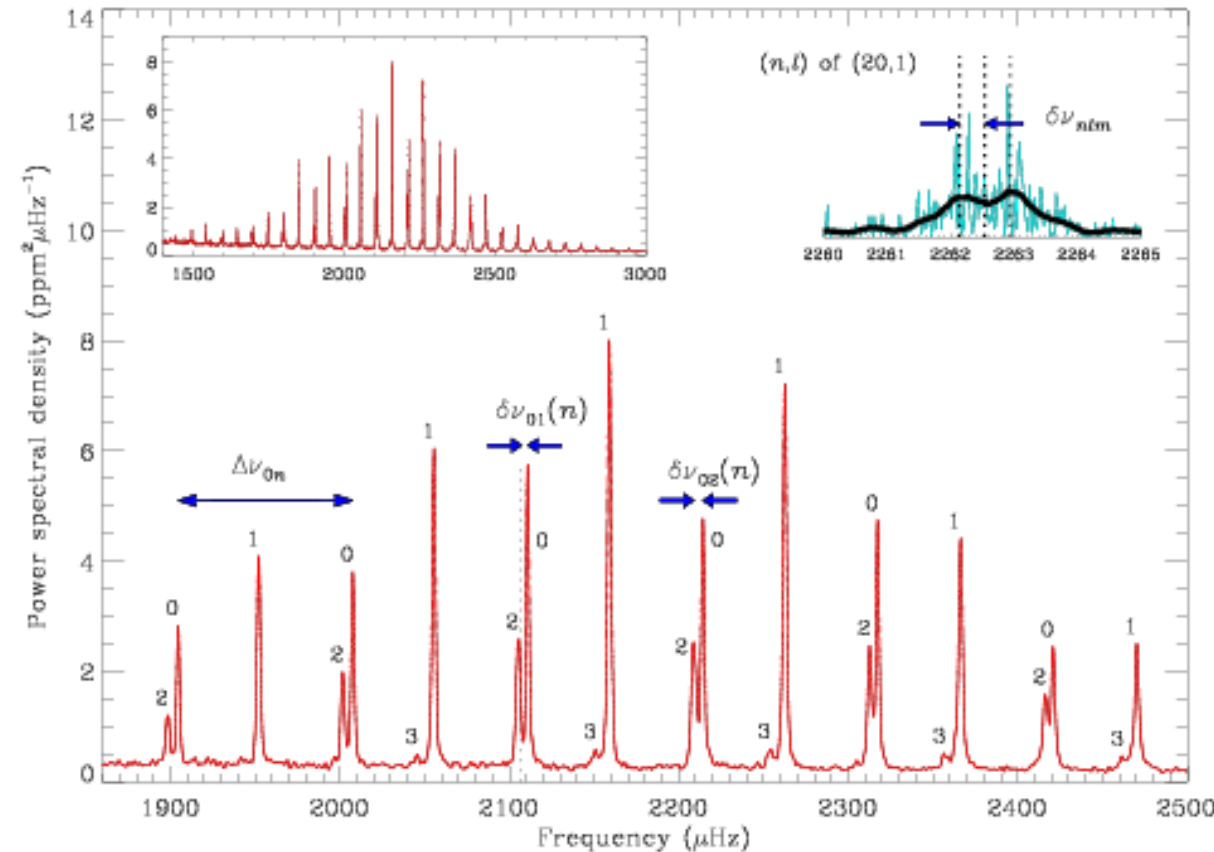 14
12
10
8
6
4
2
0
Power spectral density (ppm²μHz⁻¹)
8
6
4
2
0
1500 2000 2500 3000
(n,l) of (20,1)
δν_nlm
2260 2261 2262 2263 2264 2265
Δν_0n
δν_01(n)
δν_02(n)
2 0 1 2 0 3 1 2 0 3 1 2 0 3 1 2 0 3 1 2 0 3 1
1900 2000 2100 2200 2300 2400 2500
Frequency (μHz)